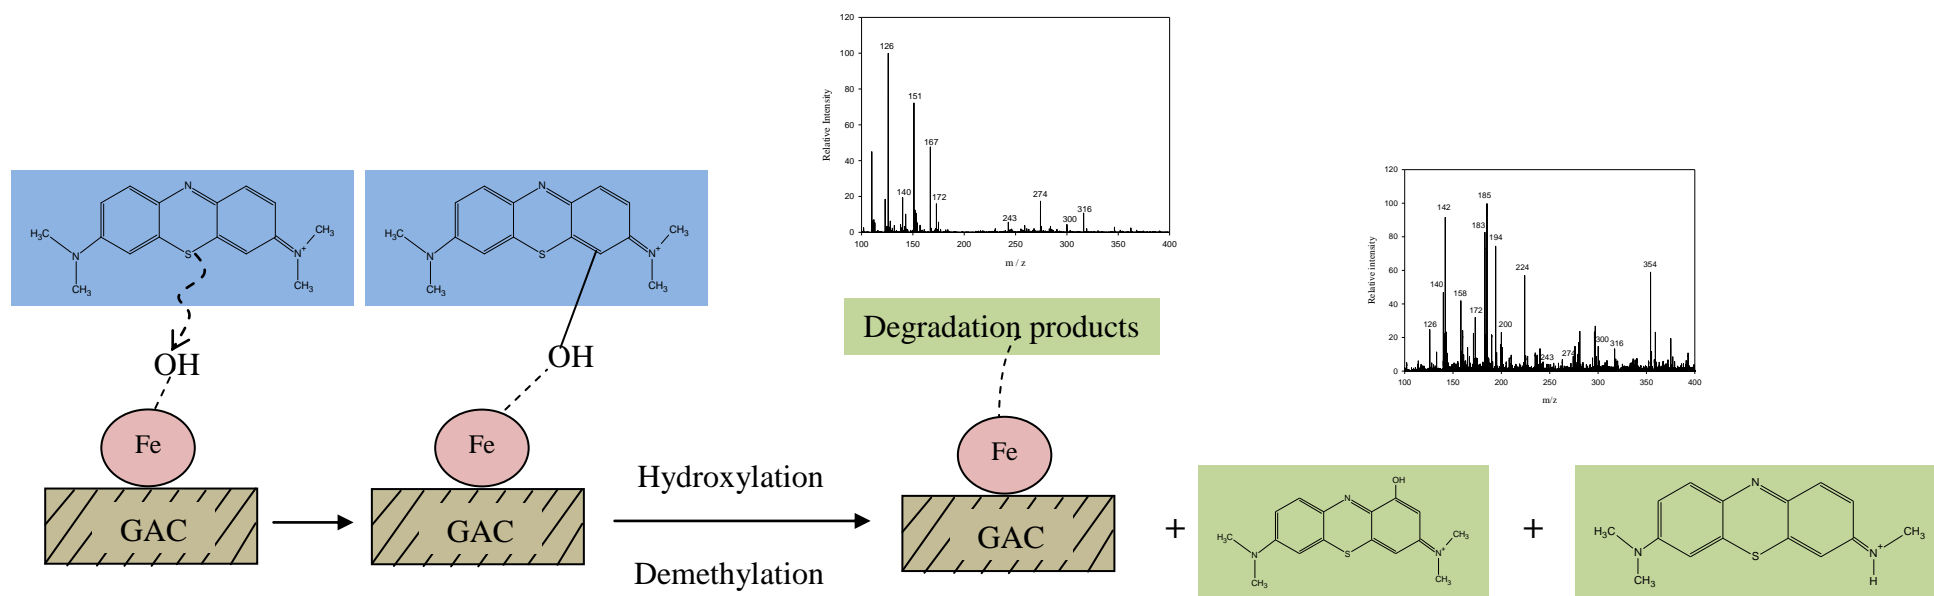 120
100
80
60
40
20
0
Relative Intensity
126
151
167
140
172
243
274
300
316
100
150
200
250
300
350
400
m / z
120
100
80
60
40
20
0
Relative intensity
185
142
183
194
224
354
140
158
172
126
200
243
274
300
316
100
150
200
250
300
350
400
m/z
N
H3C
N
CH3
S
CH3
N+
CH3
N
H3C
N
CH3
S
CH3
N+
CH3
OH
OH
Degradation products
Fe
Fe
Fe
GAC
GAC
GAC
Hydroxylation
Demethylation
+
OH
N
H3C
N
CH3
S
CH3
N+
CH3
+
N
H3C
N
CH3
S
CH3
N+
H